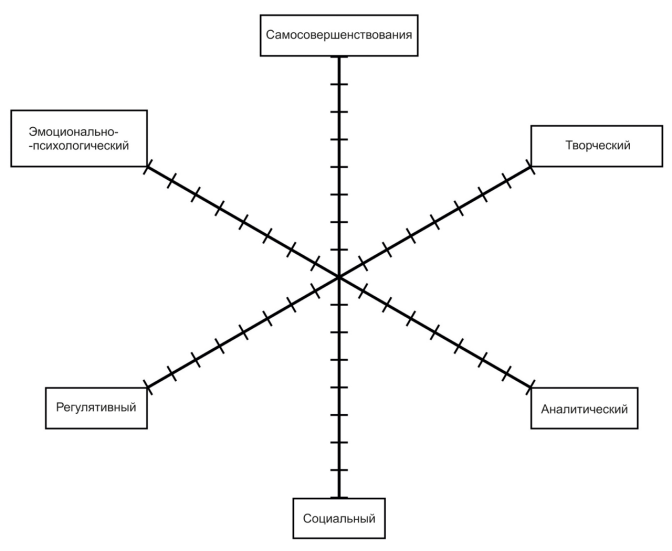 Самосовершенствования
Эмоционально-
-психологический
Творческий
Регулятивный
Аналитический
Социальный